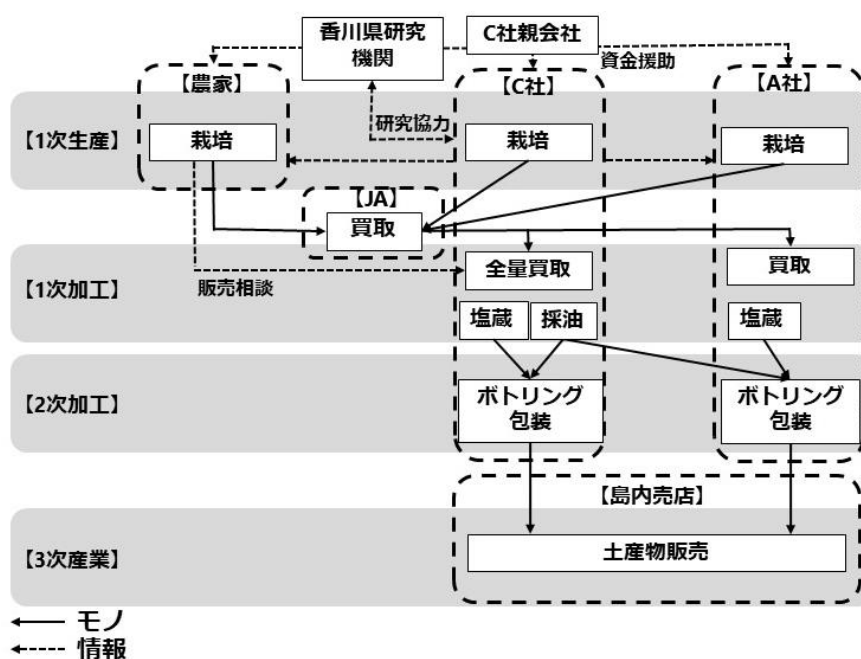 香川県研究
機関
C社親会社
資金援助
【農家】
【C社】
【A社】
研究協力
【1次生産】
栽培
栽培
栽培
【JA】
買取
全量買取
買取
【1次加工】
販売相談
塩蔵
採油
塩蔵
【2次加工】
ボトリング
包装
ボトリング
包装
【島内売店】
【3次産業】
土産物販売
モノ
情報